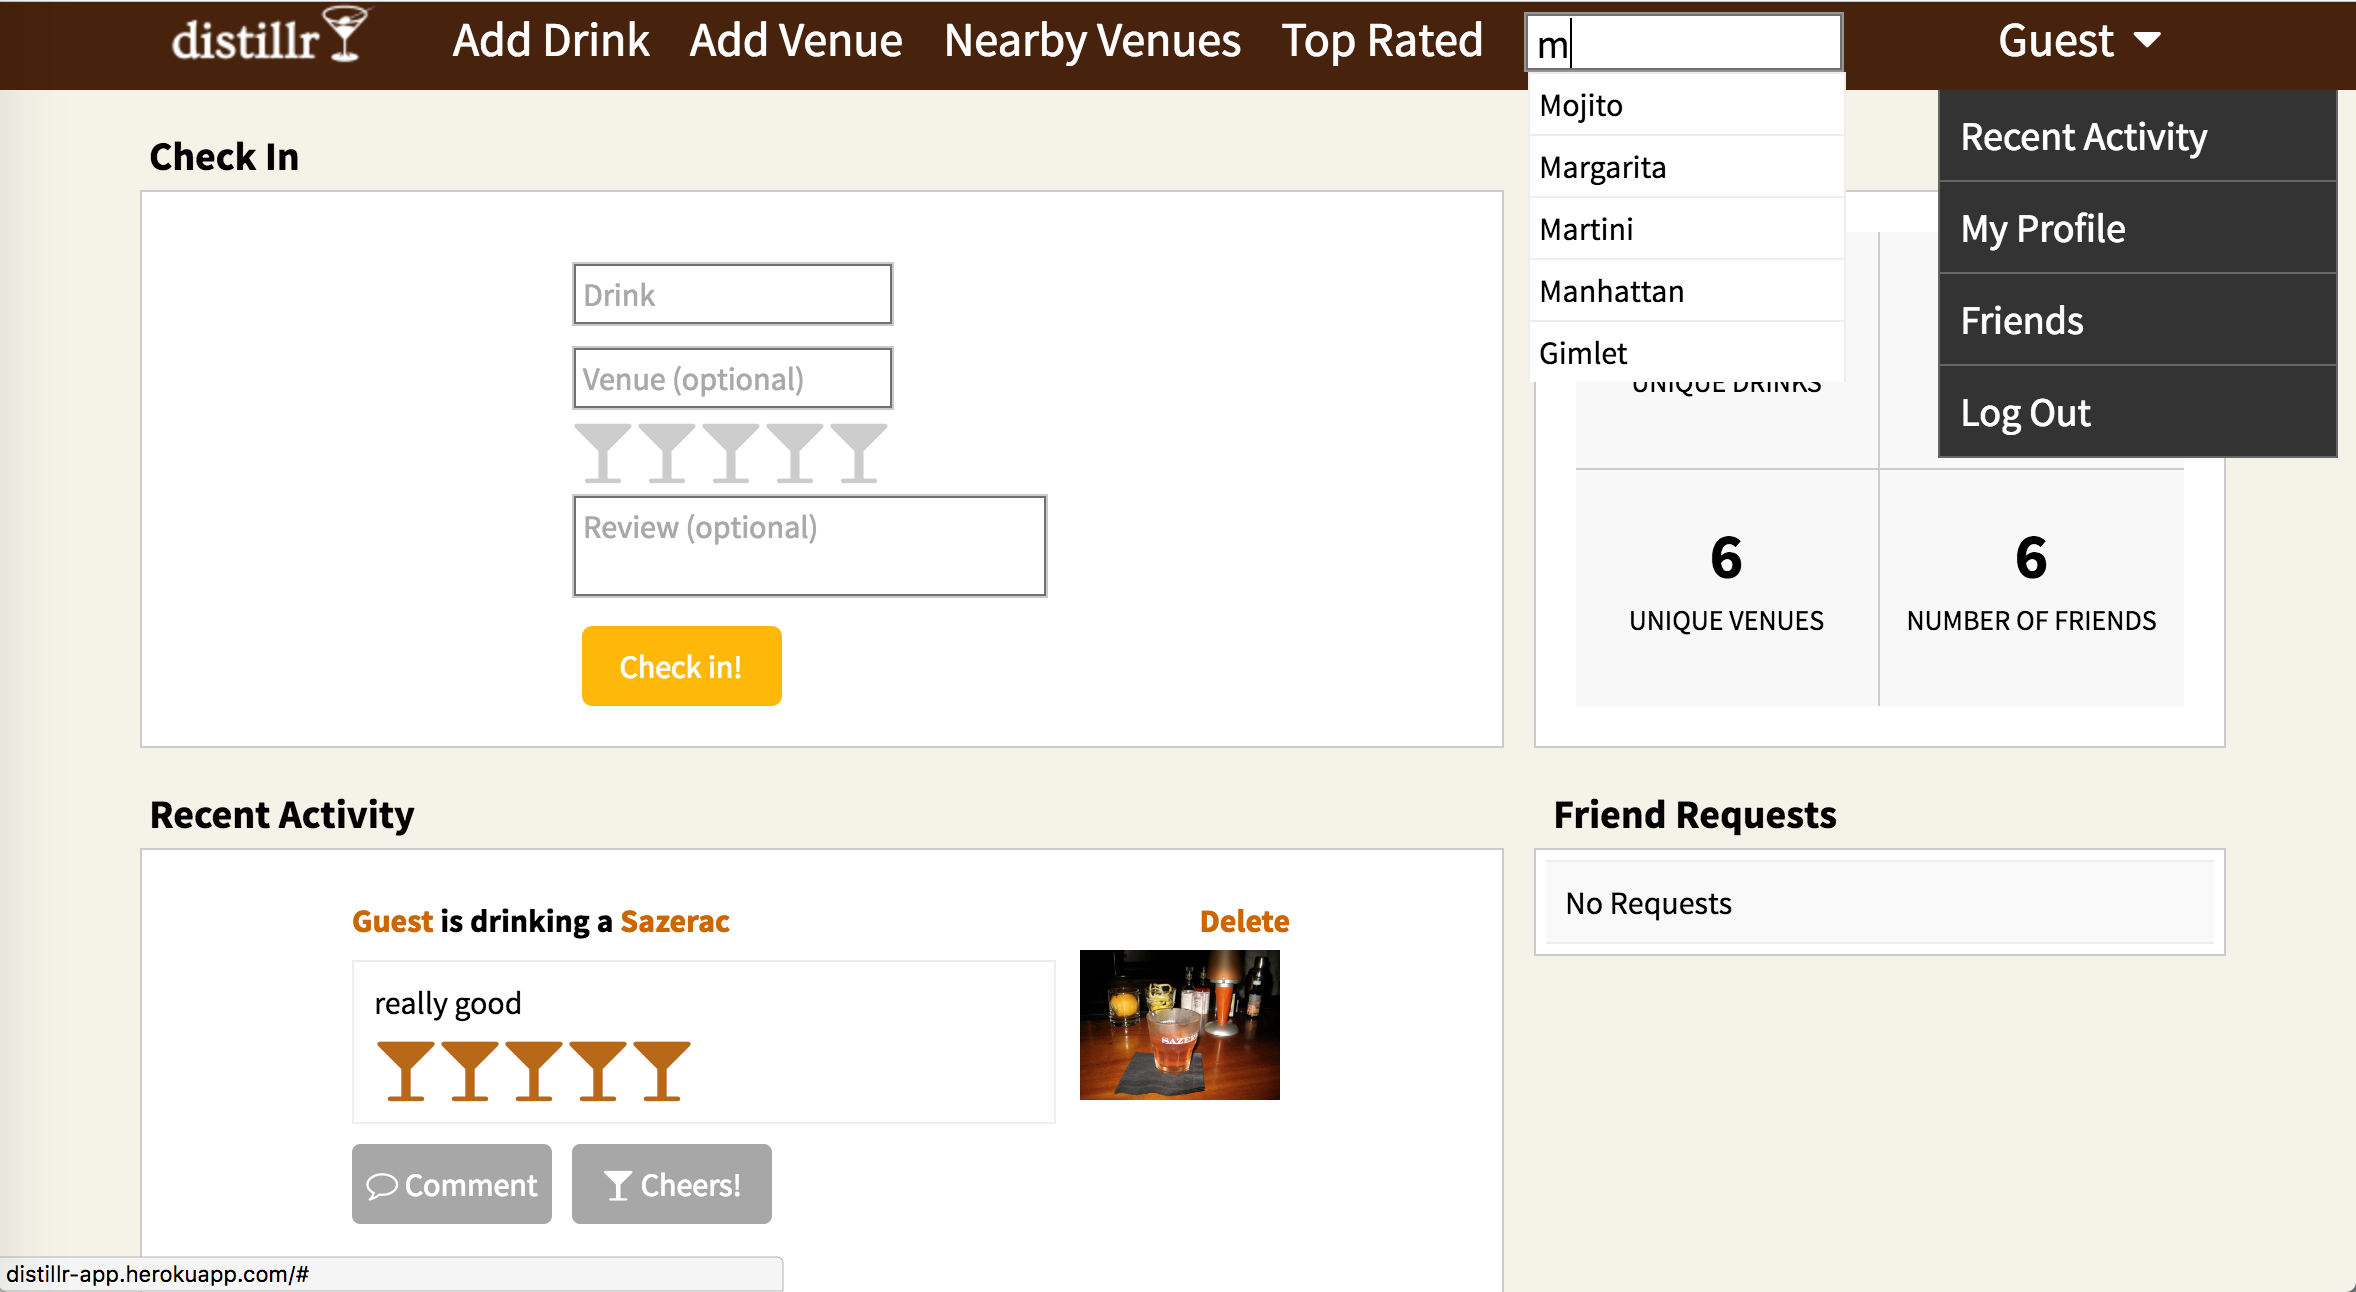 distillr
Add Drink
Add Venue
Nearby Venues
Top Rated
m
Guest
Mojito
Margarita
Martini
Manhattan
Gimlet
Recent Activity
My Profile
Friends
Log Out
Check In
Drink
Venue (optional)
Review (optional)
Check in!
UNIQUE DRINKS
6
UNIQUE VENUES
6
NUMBER OF FRIENDS
Recent Activity
Guest is drinking a Sazerac
Delete
really good
Comment
Cheers!
Friend Requests
No Requests
distillr-app.herokuapp.com/#